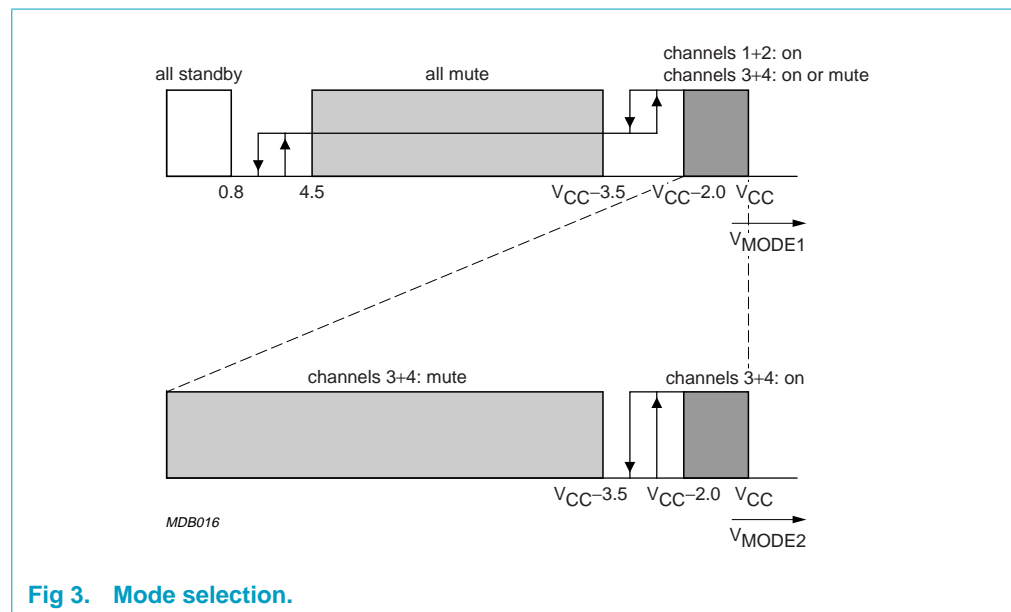 channels 1+2: on
all standby all mute channels 3+4: on or mute
0.8 4.5 VCC–3.5 VCC–2.0 VCC
VMODE1
channels 3+4: mute channels 3+4: on
VCC–3.5 VCC–2.0 VCC
MDB016
VMODE2
Fig 3. Mode selection.